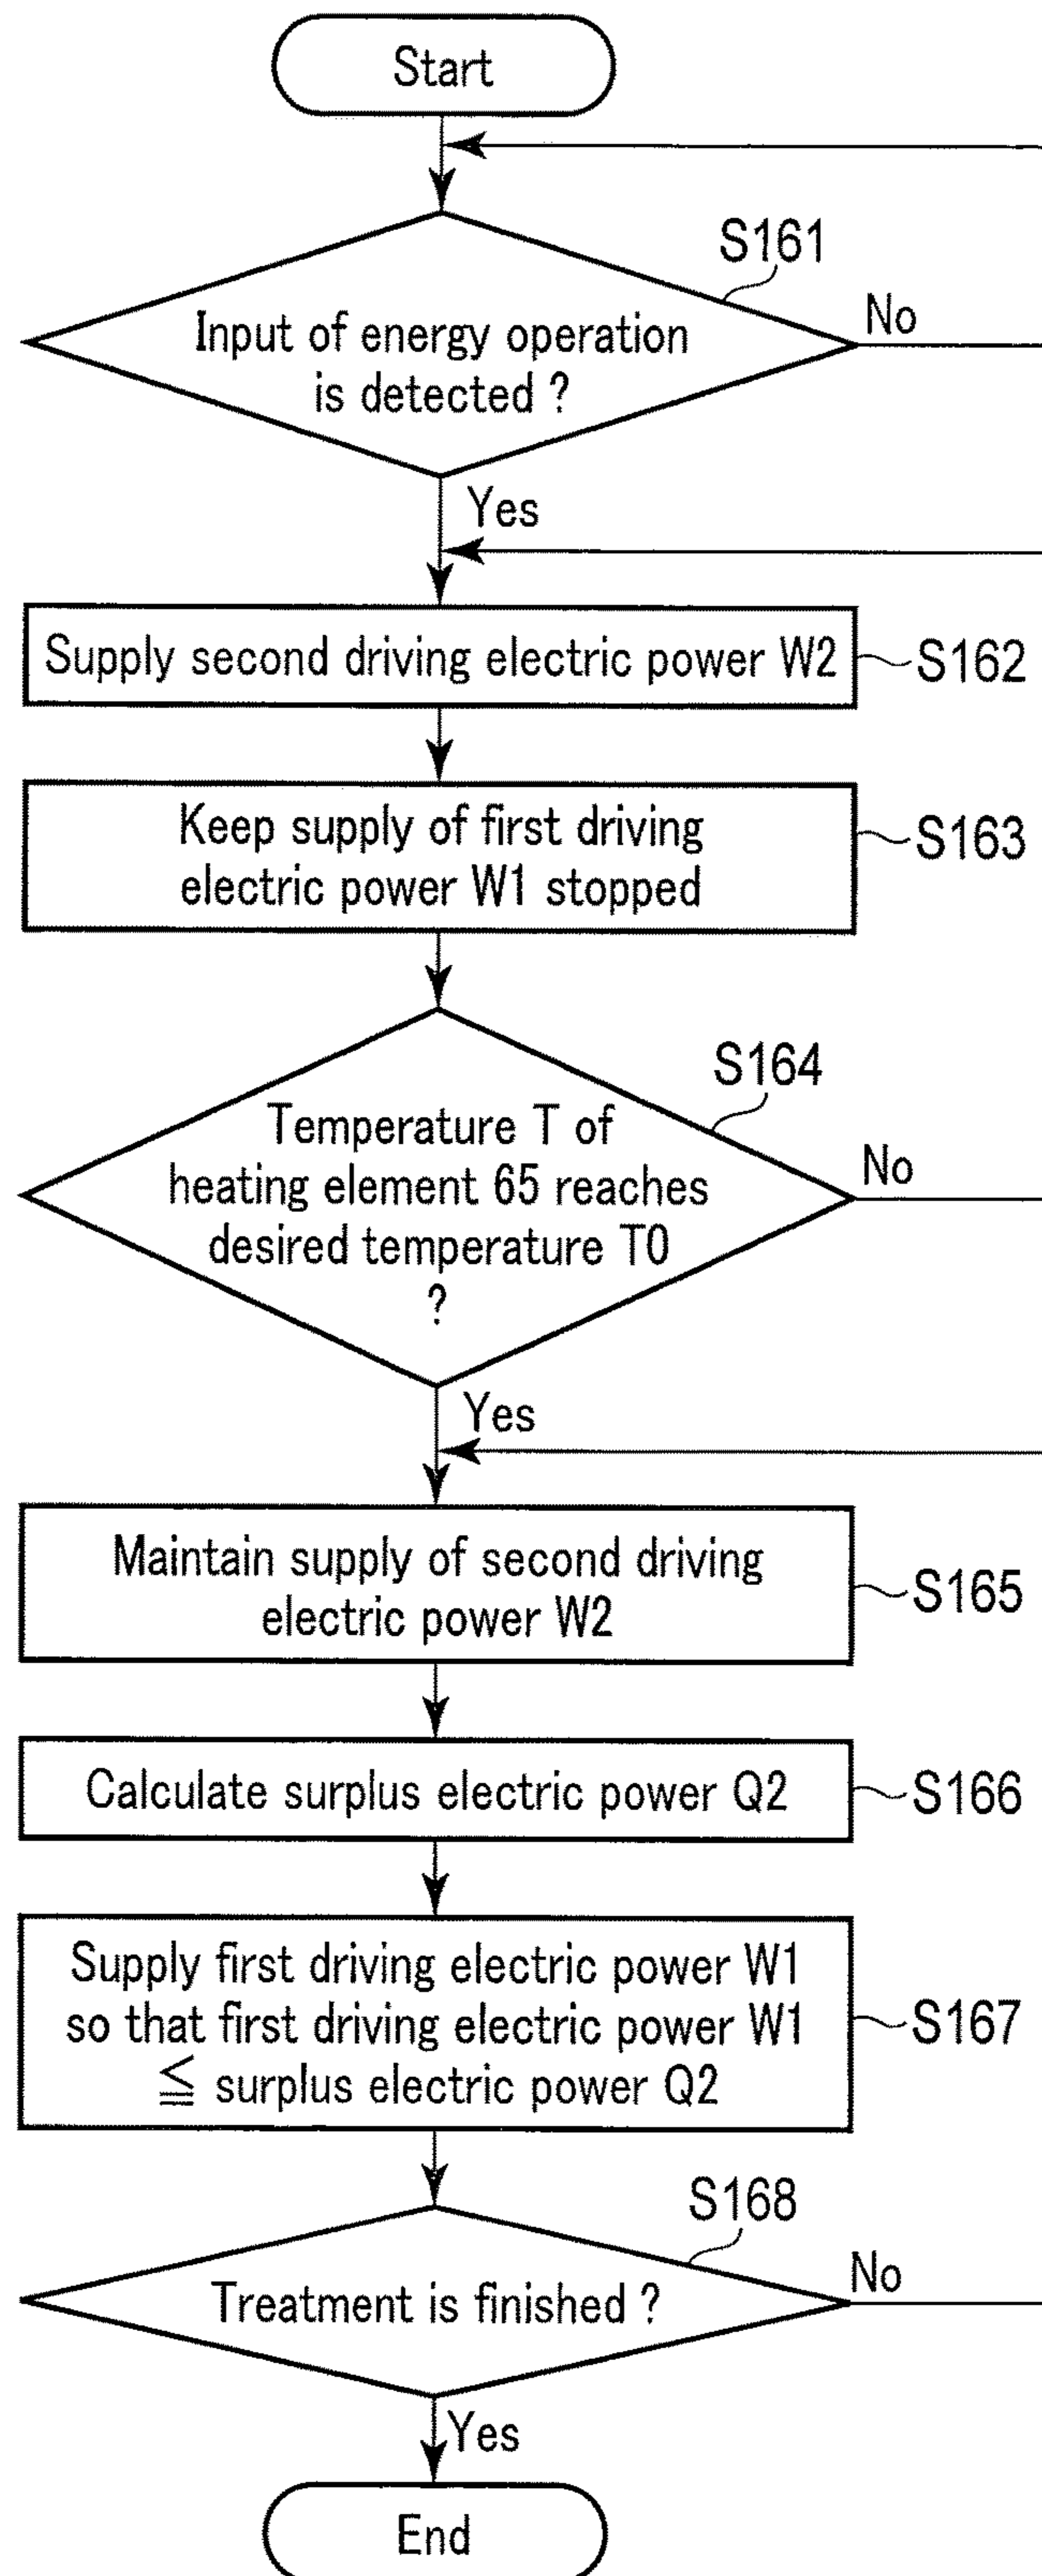 Start
S161
Input of energy operation
is detected ?
No
Yes
Supply second driving electric power W2
S162
Keep supply of first driving
electric power W1 stopped
S163
S164
Temperature T of
heating element 65 reaches
desired temperature T0
?
No
Yes
Maintain supply of second driving
electric power W2
S165
Calculate surplus electric power Q2
S166
Supply first driving electric power W1
so that first driving electric power W1
≦ surplus electric power Q2
S167
S168
Treatment is finished ?
No
Yes
End